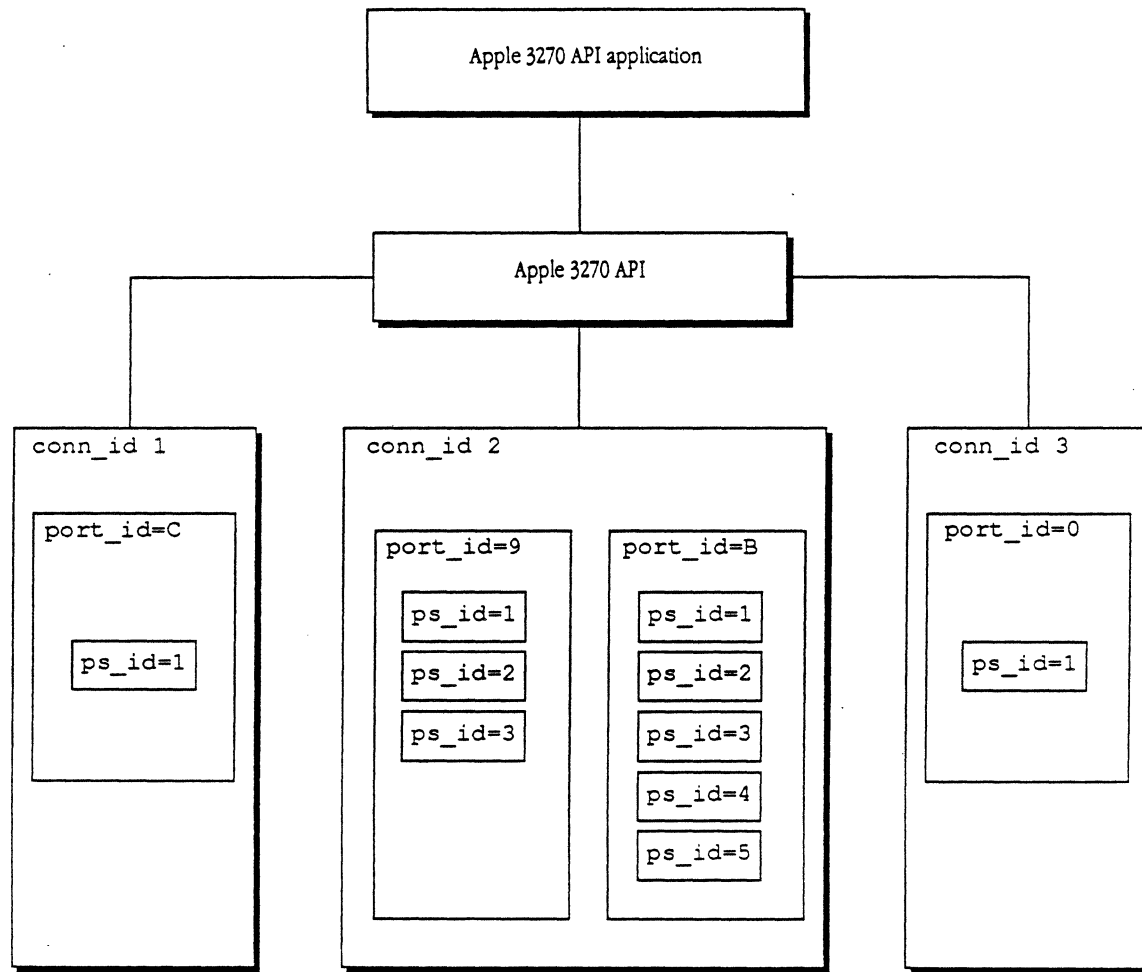 Apple 3270 API application
Apple 3270 API
conn_id 1
port_id=C
ps_id=1
conn_id 2
port_id=9
ps_id=1
ps_id=2
ps_id=3
port_id=B
ps_id=1
ps_id=2
ps_id=3
ps_id=4
ps_id=5
conn_id 3
port_id=0
ps_id=1